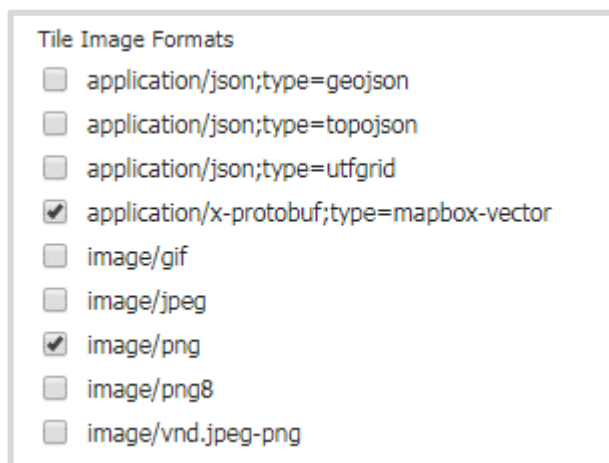 Tile Image Formats
application/json;type=geojson
application/json;type=topojson
application/json;type=utfgrid
application/x-protobuf;type=mapbox-vector
image/gif
image/jpeg
image/png
image/png8
image/vnd.jpeg-png